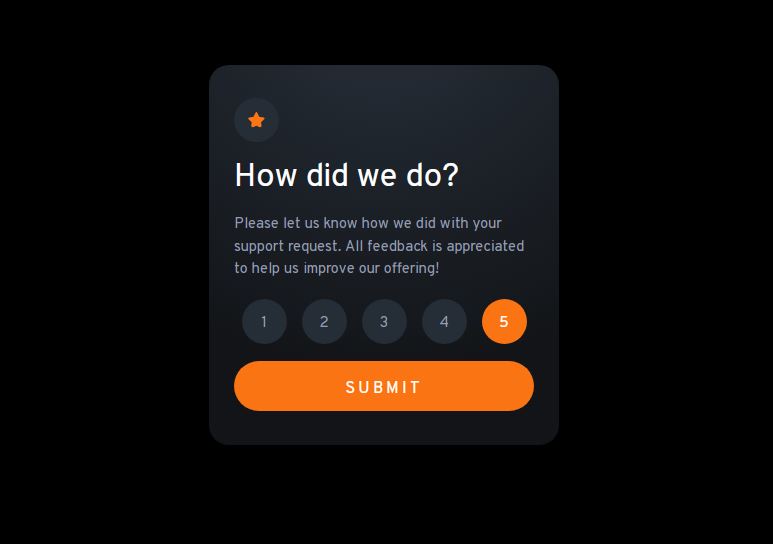 How did we do?
Please let us know how we did with your
support request. All feedback is appreciated
to help us improve our offering!
1 2 3 4 5
SUBMIT